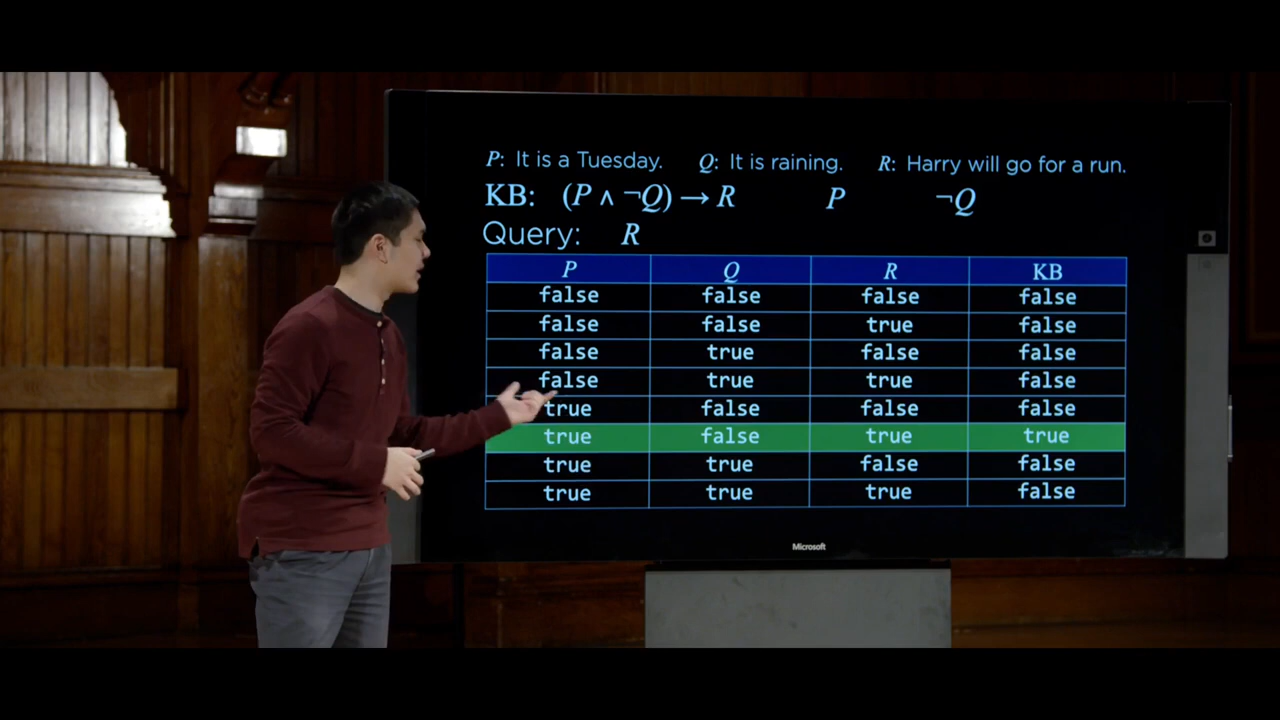 P: It is a Tuesday. Q: It is raining. R: Harry will go for a run.
KB: (P ∧ ¬Q) → R P ¬Q
Query: R
P Q R KB
false false false false
false false true false
false true false false
false true true false
true false false false
true false true true
true true false false
true true true false
Microsoft